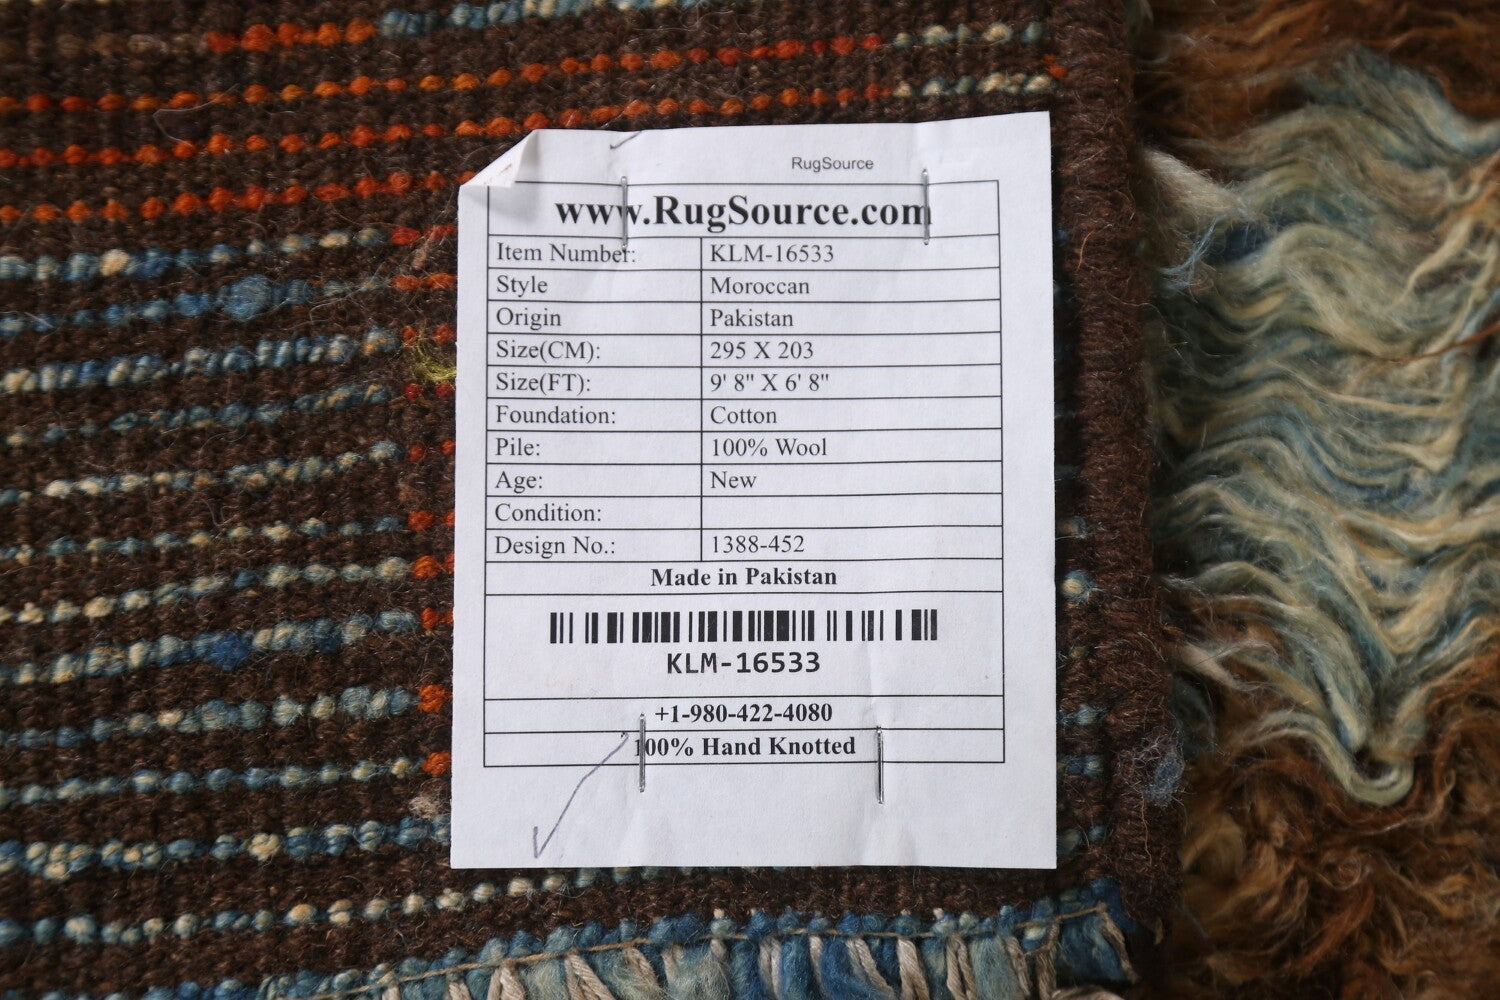 RugSource
www.RugSource.com
Item Number: KLM-16533
Style Moroccan
Origin Pakistan
Size(CM): 295 X 203
Size(FT): 9' 8" X 6' 8"
Foundation: Cotton
Pile: 100% Wool
Age: New
Condition:
Design No.: 1388-452
Made in Pakistan
KLM-16533
+1-980-422-4080
100% Hand Knotted